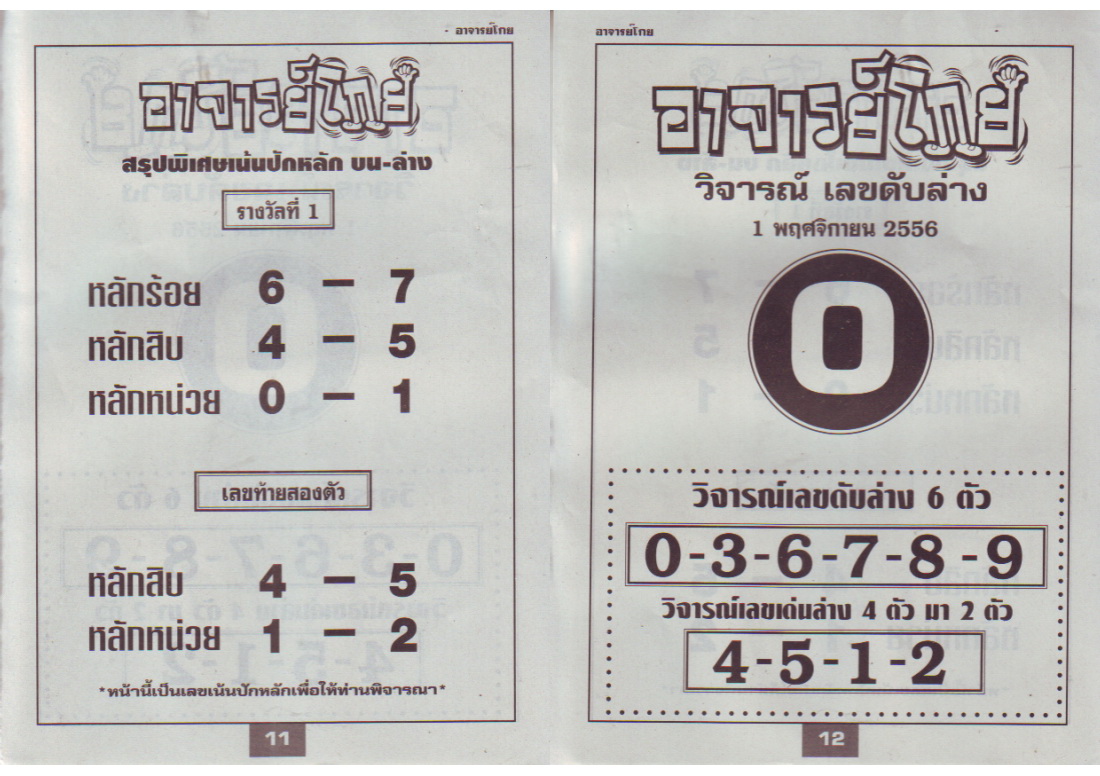 อาจารย์โกย
อาจารย์โกย
สรุปพิเศษเน้นปักหลัก บน-ล่าง
รางวัลที่ 1
หลักร้อย 6 – 7
หลักสิบ 4 – 5
หลักหน่วย 0 – 1
เลขท้ายสองตัว
หลักสิบ 4 – 5
หลักหน่วย 1 – 2
*หน้านี้เป็นเลขเน้นปักหลักเพื่อให้ท่านพิจารณา*
11
อาจารย์โกย
อาจารย์โกย
วิจารณ์ เลขดับล่าง
1 พฤศจิกายน 2556
0
วิจารณ์เลขดับล่าง 6 ตัว
0-3-6-7-8-9
วิจารณ์เลขเด่นล่าง 4 ตัว มา 2 ตัว
4-5-1-2
12